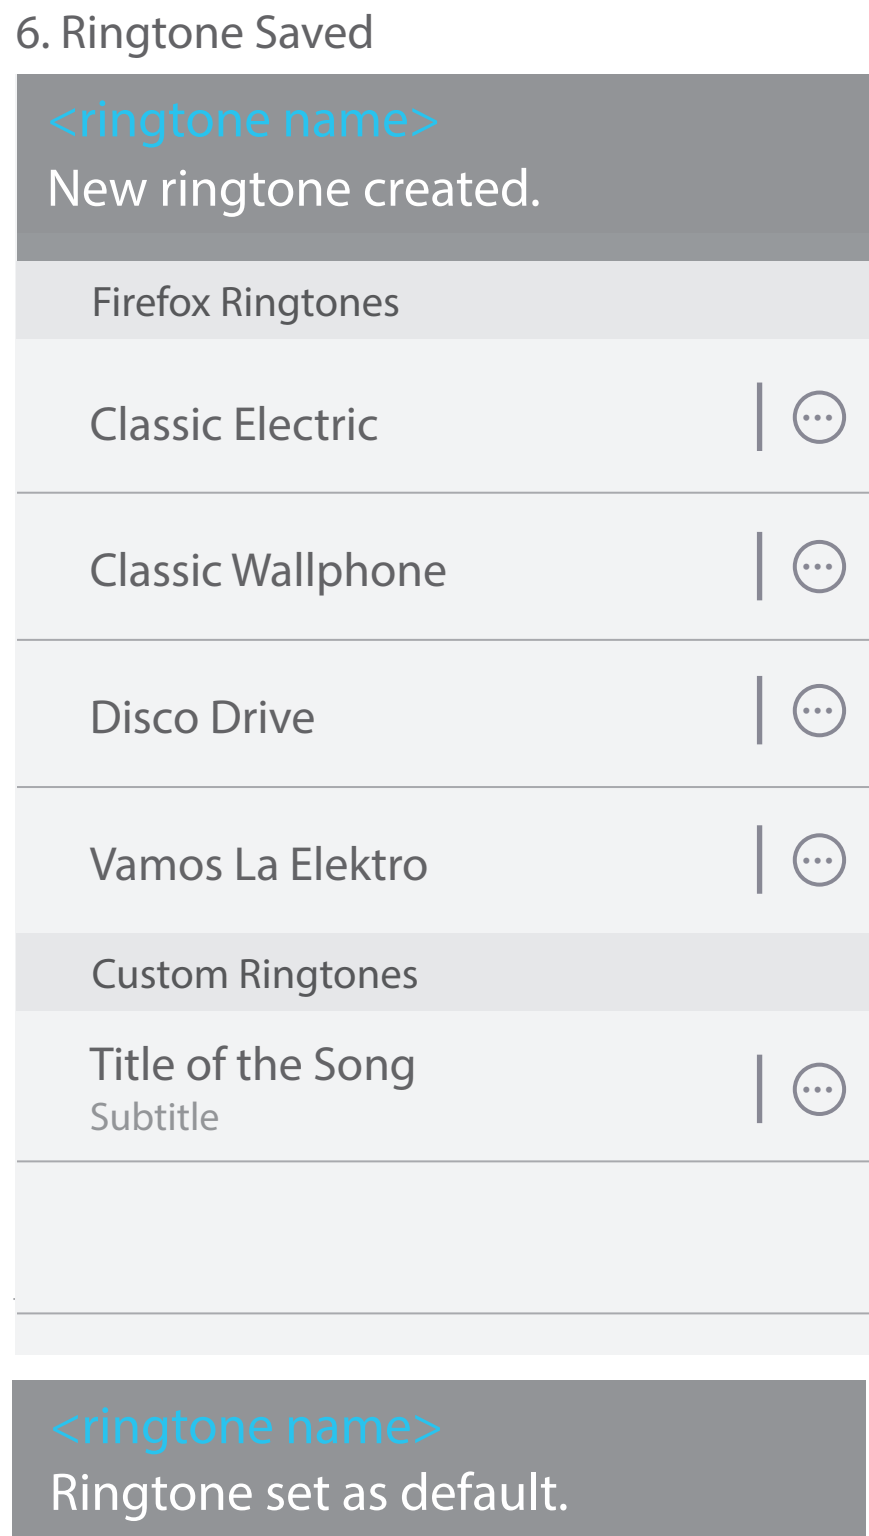 6. Ringtone Saved
<ringtone name>
New ringtone created.
Firefox Ringtones
Classic Electric
Classic Wallphone
Disco Drive
Vamos La Elektro
Custom Ringtones
Title of the Song
Subtitle
<ringtone name>
Ringtone set as default.